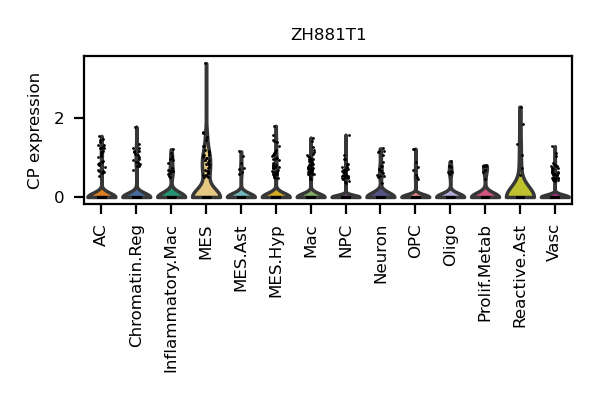 ZH881T1
CP expression
2
0
AC
Chromatin.Reg
Inflammatory.Mac
MES
MES.Ast
MES.Hyp
Mac
NPC
Neuron
OPC
Oligo
Prolif.Metab
Reactive.Ast
Vasc